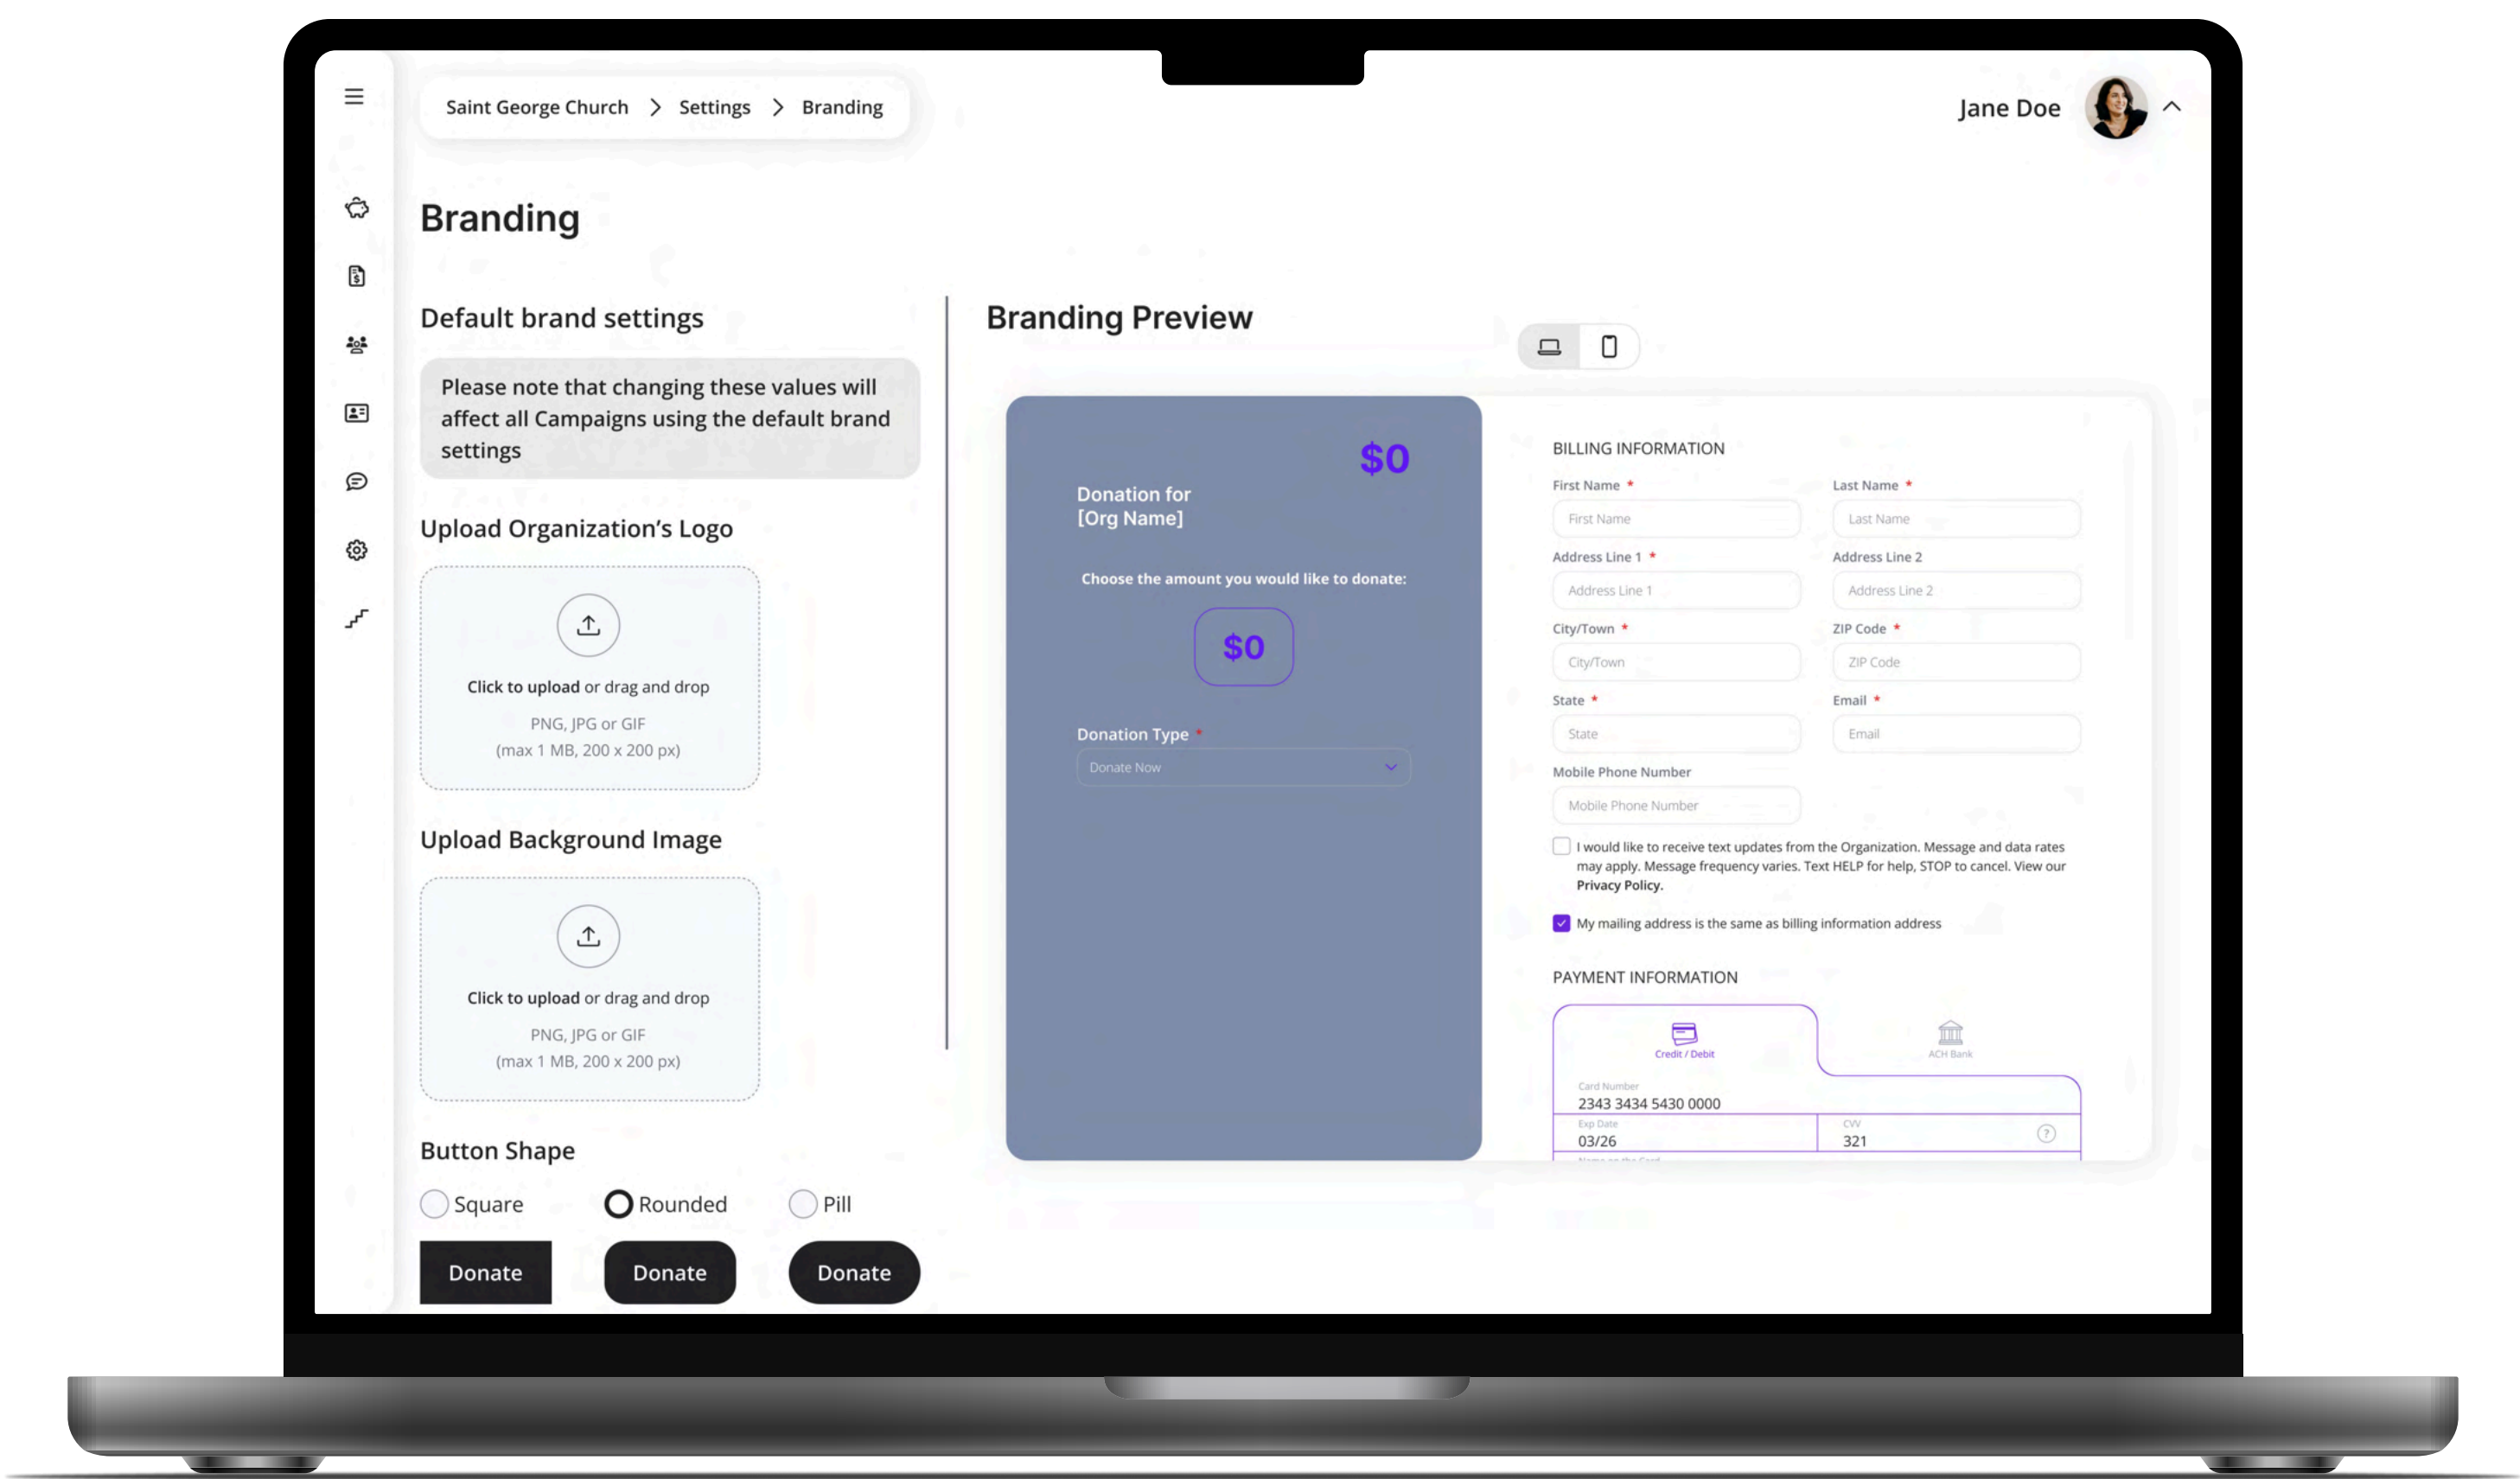 Saint George Church > Settings > Branding
Jane Doe
Branding
Default brand settings
Please note that changing these values will
affect all Campaigns using the default brand
settings
Upload Organization’s Logo
Click to upload or drag and drop
PNG, JPG or GIF
(max 1 MB, 200 x 200 px)
Upload Background Image
Click to upload or drag and drop
PNG, JPG or GIF
(max 1 MB, 200 x 200 px)
Button Shape
Square
Rounded
Pill
Donate
Donate
Donate
Branding Preview
$0
Donation for
[Org Name]
Choose the amount you would like to donate:
$0
Donation Type *
Donate Now
BILLING INFORMATION
First Name *
Last Name *
First Name
Last Name
Address Line 1 *
Address Line 2
Address Line 1
Address Line 2
City/Town *
ZIP Code *
City/Town
ZIP Code
State *
Email *
State
Email
Mobile Phone Number
Mobile Phone Number
I would like to receive text updates from the Organization. Message and data rates
may apply. Message frequency varies. Text HELP for help, STOP to cancel. View our
Privacy Policy.
My mailing address is the same as billing information address
PAYMENT INFORMATION
Credit / Debit
ACH Bank
Card Number
2343 3434 5430 0000
Exp Date
CVV
03/26
321
?
Name on the Card